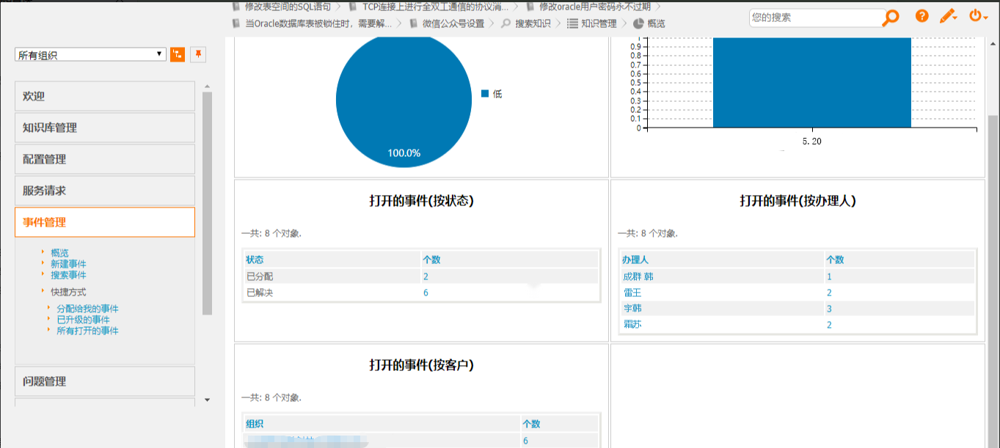 修改表空间的SQL语句
TCP连接上进行全双工通信的协议淌...
修改oracle用户密码永不过期
当Oracle数据库表被锁住时，需要解...
微信公众号设置
搜索知识
知识管理
概览
您的搜索
所有组织
欢迎
知识库管理
配置管理
服务请求
事件管理
概览
新建事件
搜索事件
快捷方式
分配给我的事件
已升级的事件
所有打开的事件
问题管理
100.0%
低
1
0.9
0.8
0.7
0.6
0.5
0.4
0.3
0.2
0.1
0
5. 20
打开的事件(按状态)
一共: 8 个对象.
状态 个数
已分配 2
已解决 6
打开的事件(按办理人)
一共: 8 个对象.
办理人 个数
成群 韩 1
雷王 2
宇韩 3
霜苏 2
打开的事件(按客户)
一共: 8 个对象.
组织 个数
6